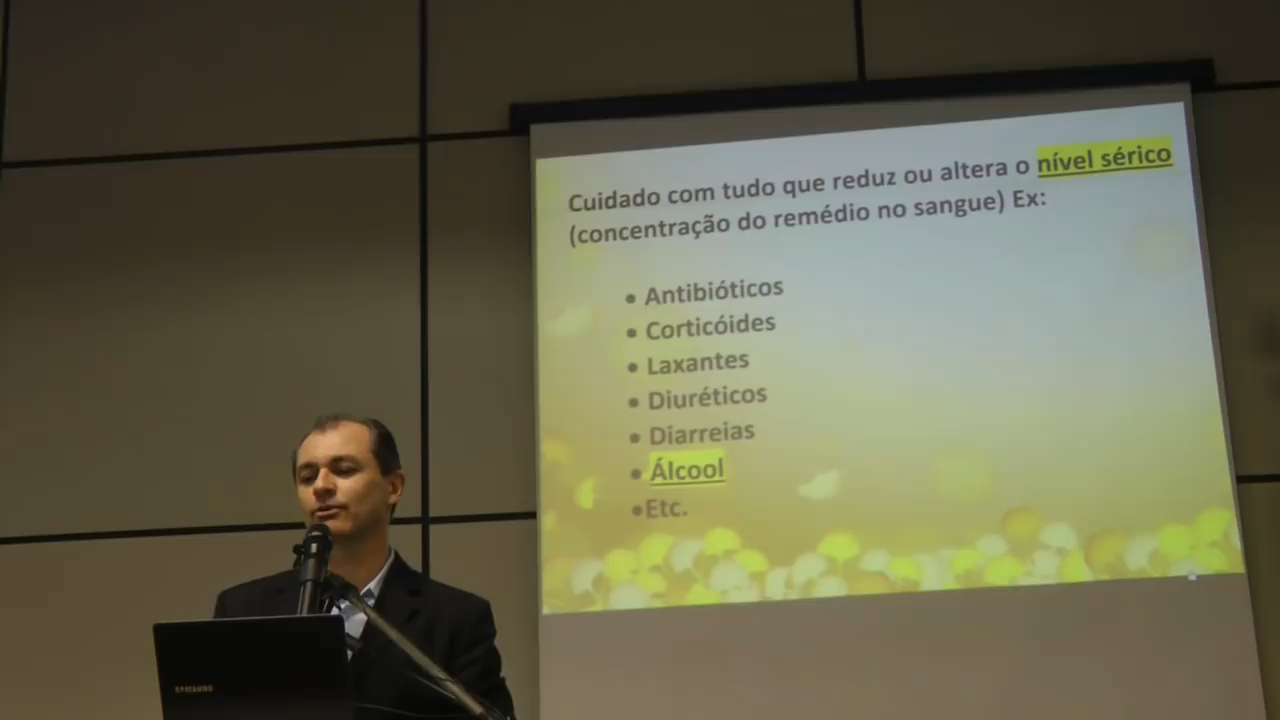 Cuidado com tudo que reduz ou altera o nível sérico
(concentração do remédio no sangue) Ex:
• Antibióticos
• Corticóides
• Laxantes
• Diuréticos
• Diarreias
• Álcool
•Etc.
SAMSUNG